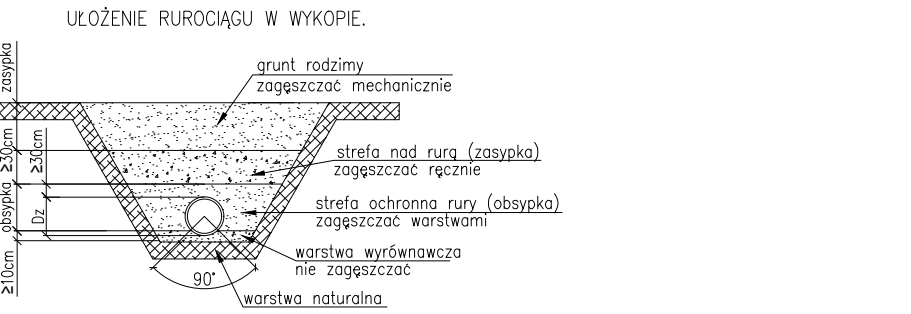 UŁOŻENIE RUROCIĄGU W WYKOPIE.
zasypka
grunt rodzimy
zagęszczać mechanicznie
≥30cm
≥30cm
strefa nad rurą (zasypka)
zagęszczać ręcznie
obsypka
Dz
strefa ochronna rury (obsypka)
zagęszczać warstwami
warstwa wyrównawcza
nie zagęszczać
≥10cm
90°
warstwa naturalna